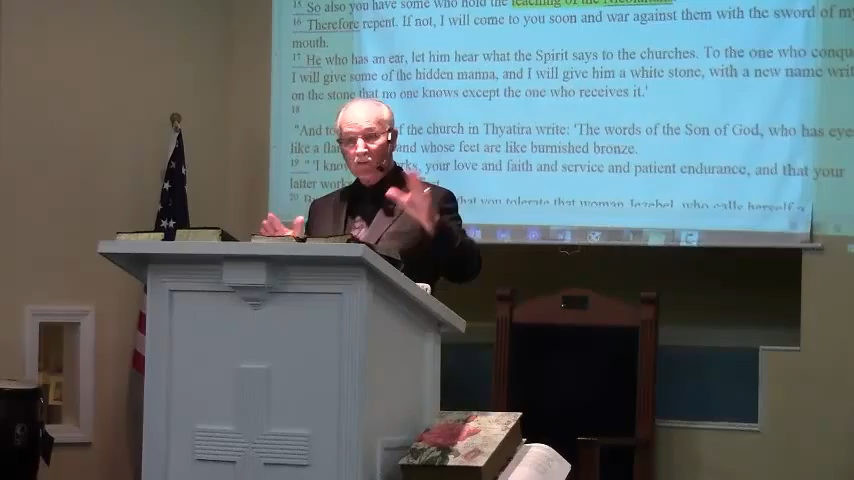 15 So also you have some who hold the teaching of the Nicolaitans.
16 Therefore repent. If not, I will come to you soon and war against them with the sword of my
mouth.
17 He who has an ear, let him hear what the Spirit says to the churches. To the one who conqu
I will give some of the hidden manna, and I will give him a white stone, with a new name writ
on the stone that no one knows except the one who receives it.'
18
"And to of the church in Thyatira write: 'The words of the Son of God, who has eye
like a fla and whose feet are like burnished bronze.
19 "'I know rks, your love and faith and service and patient endurance, and that your
latter work
20 that you tolerate that woman Jezebel, who calls herself a